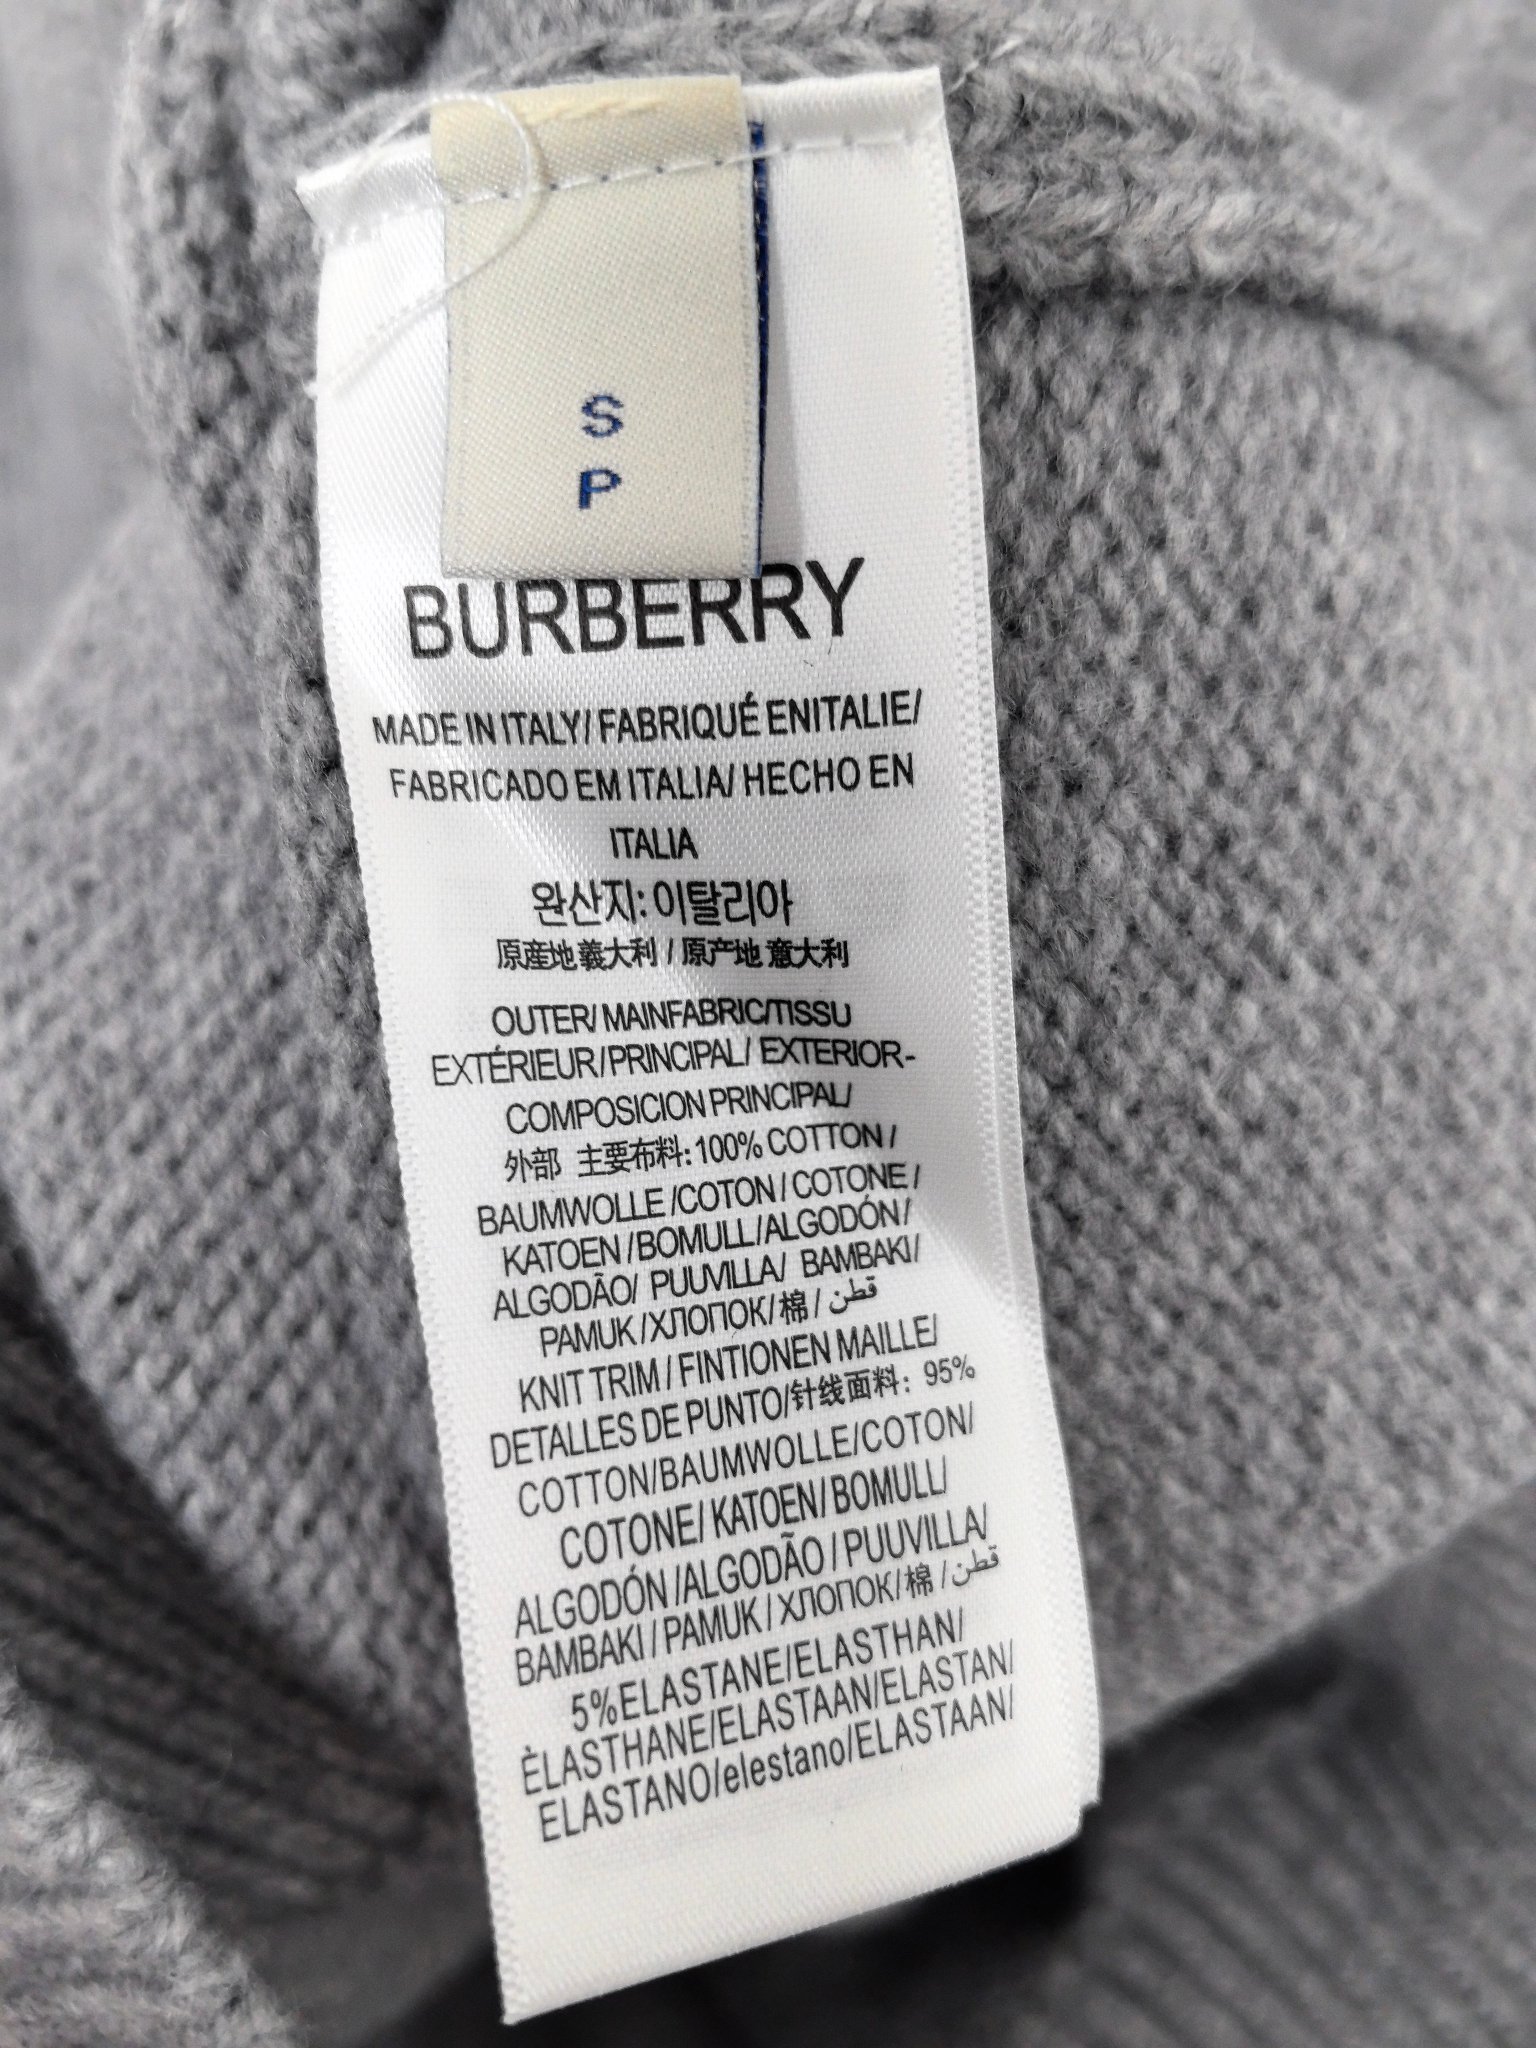 S
P
BURBERRY
MADE IN ITALY/ FABRIQUÉ ENITALIE/
FABRICADO EM ITALIA/ HECHO EN
ITALIA
완산지: 이탈리아
原産地義大利 / 原产地 意大利
OUTER/ MAINFABRIC/TISSU
EXTÉRIEUR/PRINCIPAL/ EXTERIOR-
COMPOSICION PRINCIPAL/
外部 主要布料: 100% COTTON /
BAUMWOLLE /COTON / COTONE /
KATOEN /BOMULL/ALGODÓN/
ALGODÃO/ PUUVILLA/ BAMBAKI/
PAMUK /ХЛОПОК/ 棉 / قطن
KNIT TRIM / FINTIONEN MAILLE/
DETALLES DE PUNTO/针线面料: 95%
COTTON/BAUMWOLLE/COTON/
COTONE/ KATOEN/ BOMULL/
ALGODÓN /ALGODÃO / PUUVILLA/
BAMBAKI / PAMUK / ХЛОПОК/ 棉 / قطن
5%ELASTANE/ELASTHAN/
ÈLASTHANE/ELASTAAN/ELASTAN/
ELASTANO/elestano/ELASTAAN/